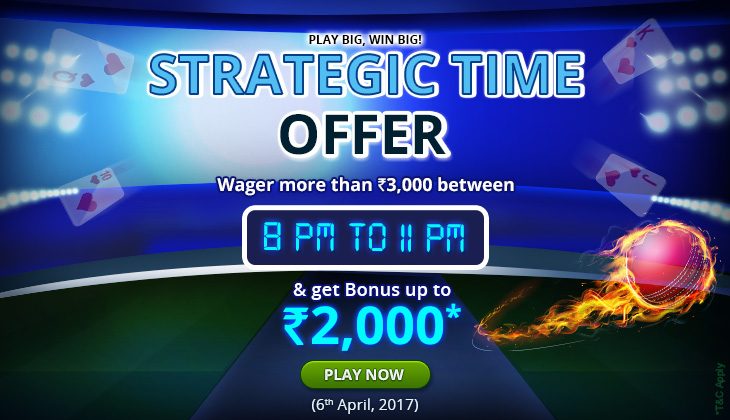 PLAY BIG, WIN BIG!
STRATEGIC TIME
OFFER
Wager more than ₹3,000 between
8 PM TO 11 PM
& get Bonus up to
₹2,000*
PLAY NOW
(6th April, 2017)
*T&C Apply
Q
K
10
J